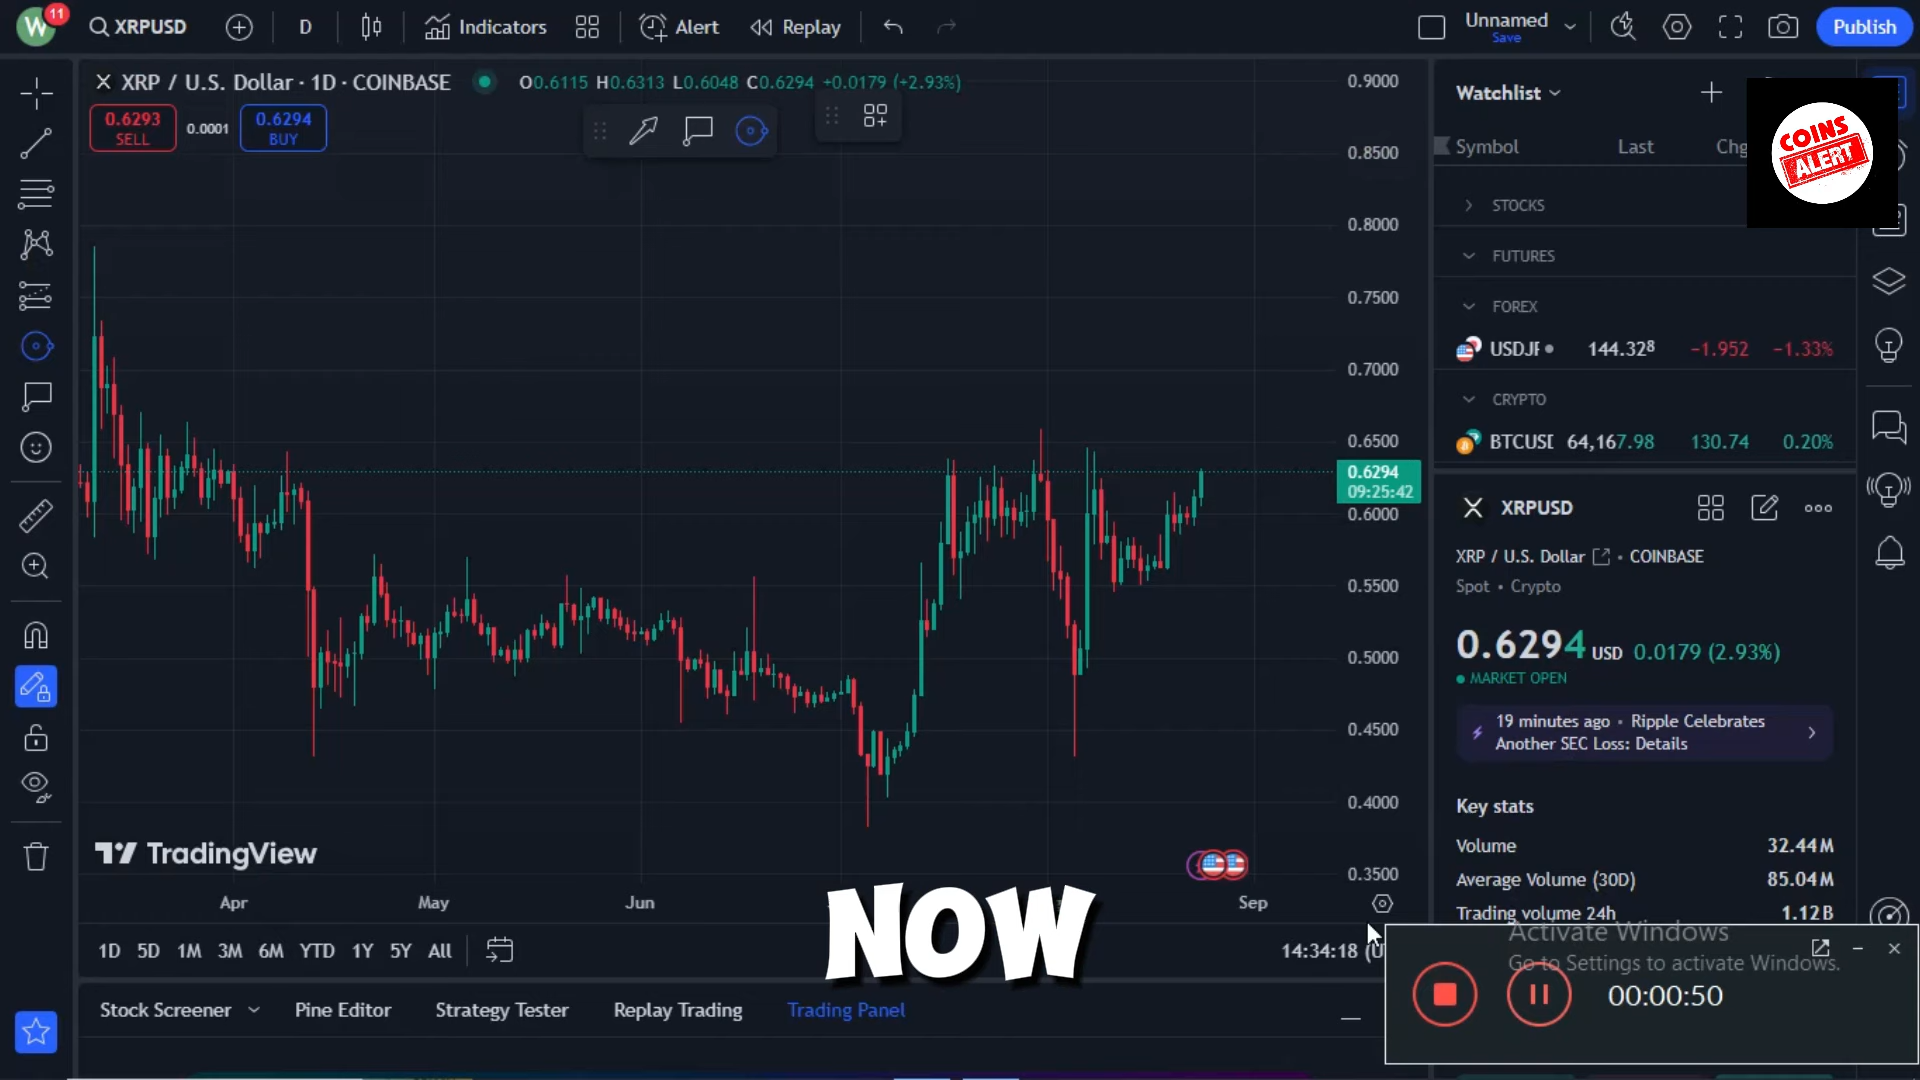 W
11
XRPUSD
D
Indicators
Alert
Replay
Unnamed
Save
Publish
XRP / U.S. Dollar · 1D · COINBASE
O0.6115 H0.6313 L0.6048 C0.6294 +0.0179 (+2.93%)
0.6293
SELL
0.0001
0.6294
BUY
0.9000
0.8500
0.8000
0.7500
0.7000
0.6500
0.6294
09:25:42
0.6000
0.5500
0.5000
0.4500
0.4000
0.3500
TradingView
Apr
May
Jun
Sep
NOW
1D 5D 1M 3M 6M YTD 1Y 5Y All
14:34:18
Stock Screener
Pine Editor
Strategy Tester
Replay Trading
Trading Panel
Watchlist
Symbol
Last
Chg
COINS
ALERT
STOCKS
FUTURES
FOREX
144.328 −1.952 −1.33%
CRYPTO
64,167.98 130.74 0.20%
XRPUSD
XRP / U.S. Dollar · COINBASE
Spot · Crypto
0.6294 USD 0.0179 (2.93%)
MARKET OPEN
19 minutes ago · Ripple Celebrates
Another SEC Loss: Details
Key stats
Volume 32.44M
Average Volume (30D) 85.04M
Trading volume 24h 1.12B
Activate Windows
Go to Settings to activate Windows.
00:00:50